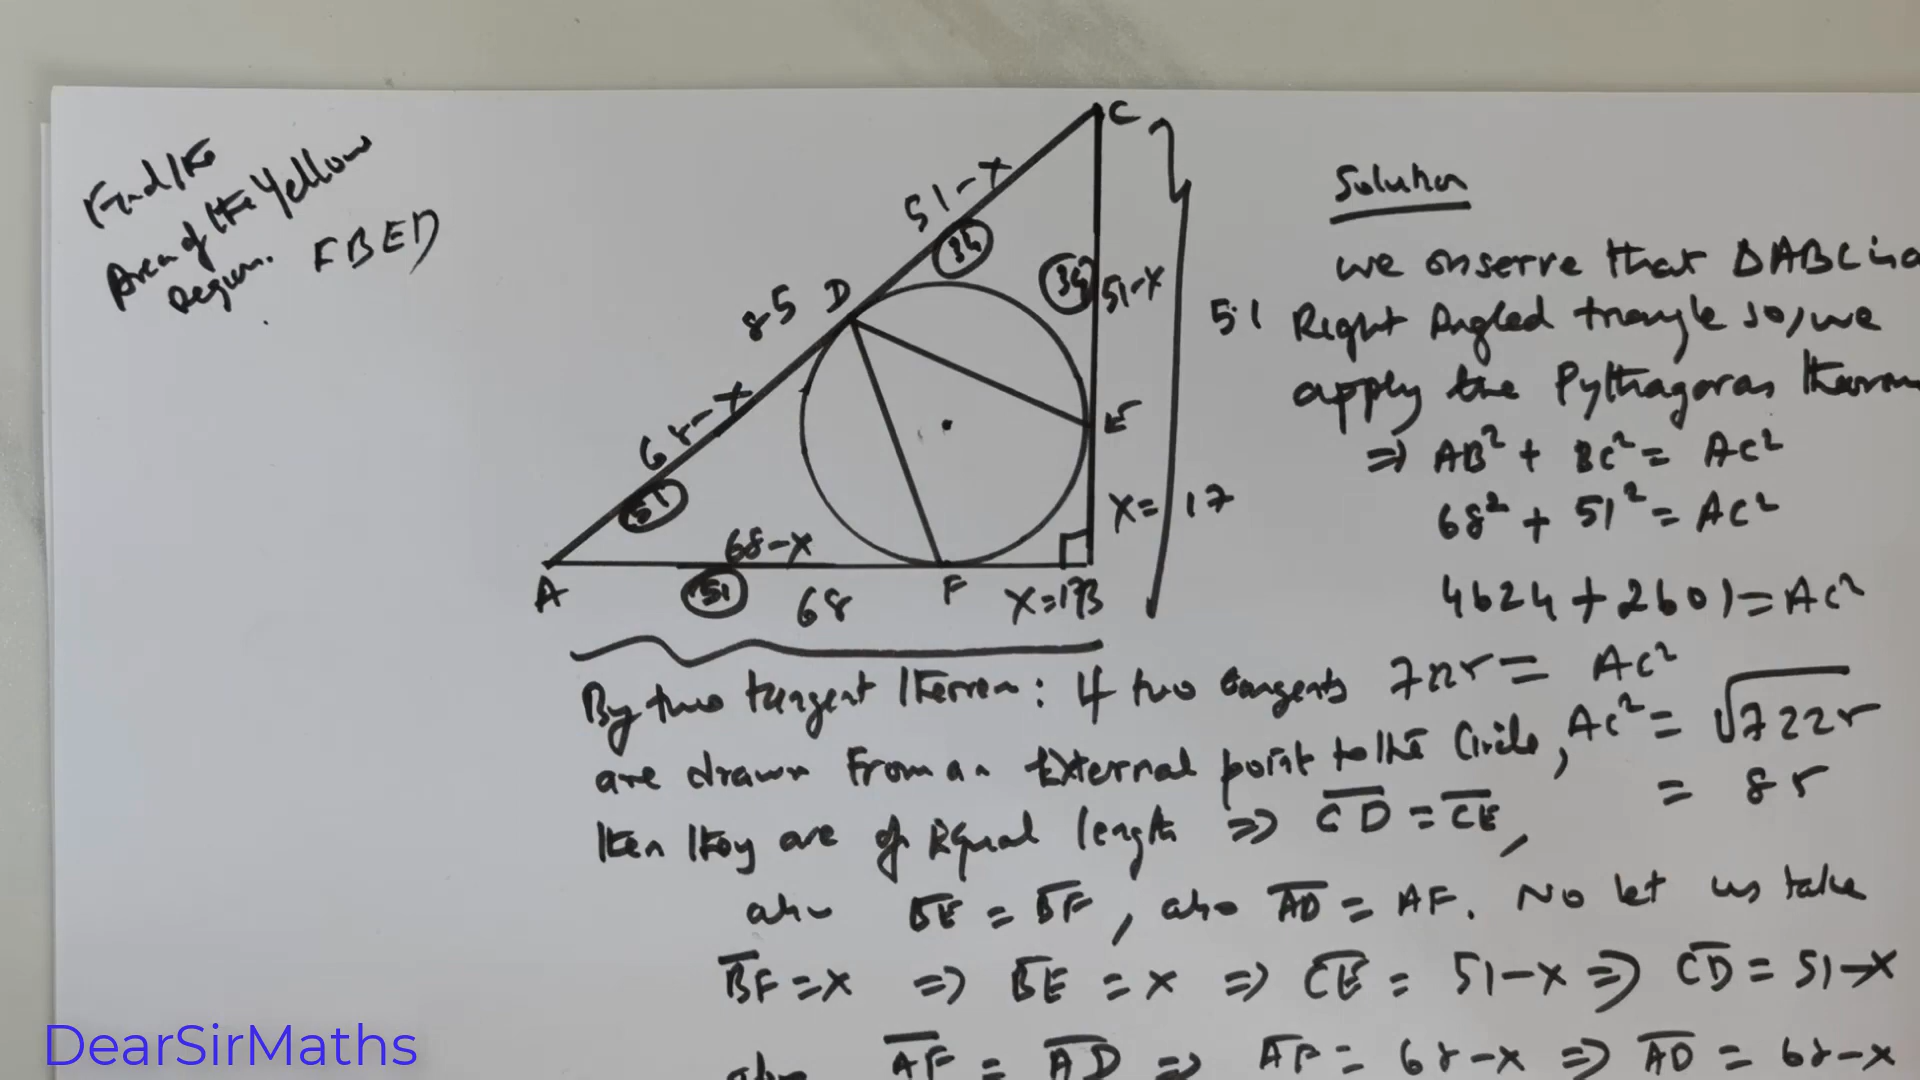 Find the
Area of the Yellow
Region. FBED
C
51-x
34
34
51-x
51
85
D
68-x
51
E
x = 17
68-x
A
51
68
F
x=17B
Solution
we onserve that ΔABC is a
Right Angled triangle so, we
apply the Pythagoras theorem
⇒ AB² + BC² = AC²
68² + 51² = AC²
4624 + 2601 = AC²
7225 = AC²
AC² = √7225
= 85
By two tangent theorem: If two tangents
are drawn from an External point to the Circle,
then they are of Equal length ⇒ CD = CE,
also BE = BF, also AD = AF. No let us take
BF = x ⇒ BE = x ⇒ CE = 51-x ⇒ CD = 51-x
also AF = AD ⇒ AF = 68-x ⇒ AD = 68-x
DearSirMaths